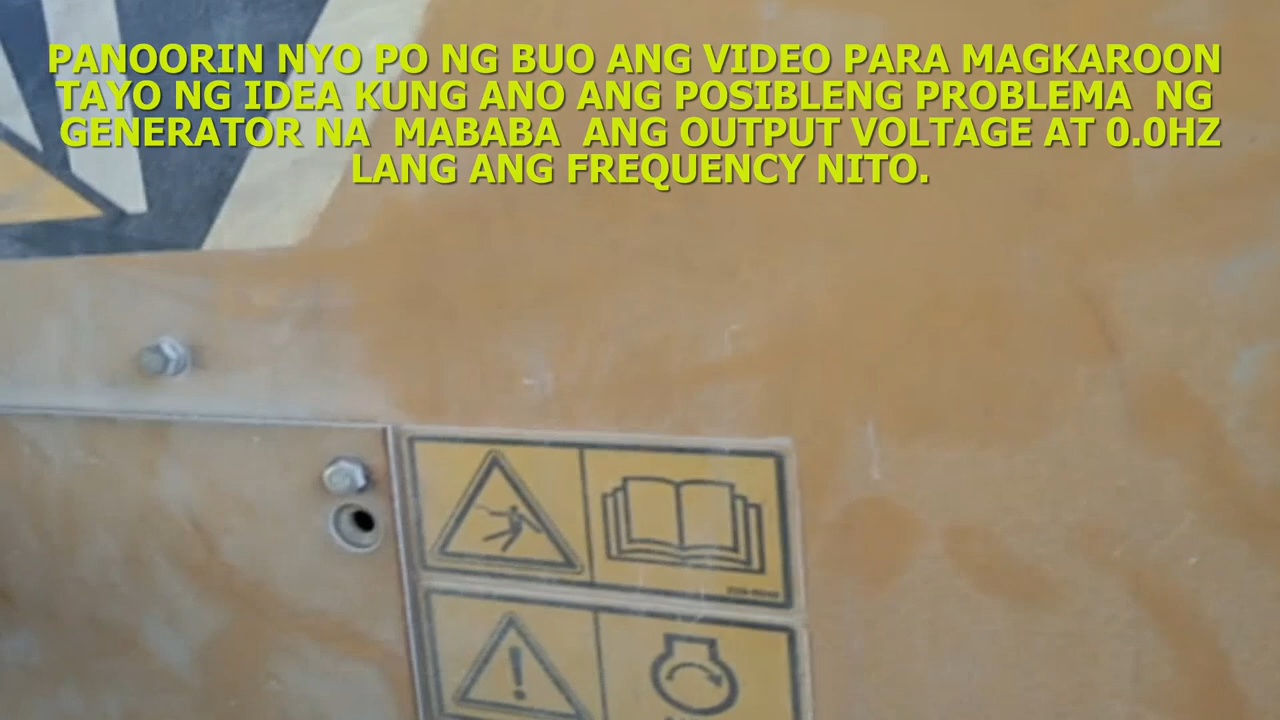 PANOORIN NYO PO NG BUO ANG VIDEO PARA MAGKAROON
TAYO NG IDEA KUNG ANO ANG POSIBLENG PROBLEMA NG
GENERATOR NA MABABA ANG OUTPUT VOLTAGE AT 0.0HZ
LANG ANG FREQUENCY NITO.